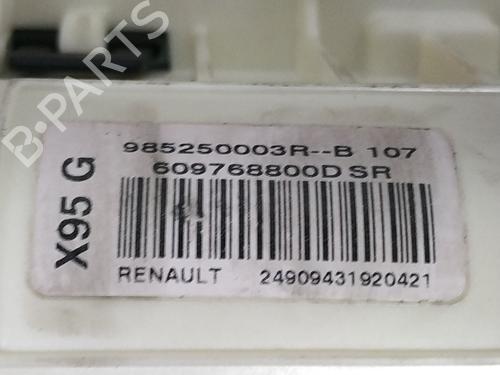 B-PARTS
985250003R--B 107
609768800D SR
X95 G
RENAULT 24909431920421